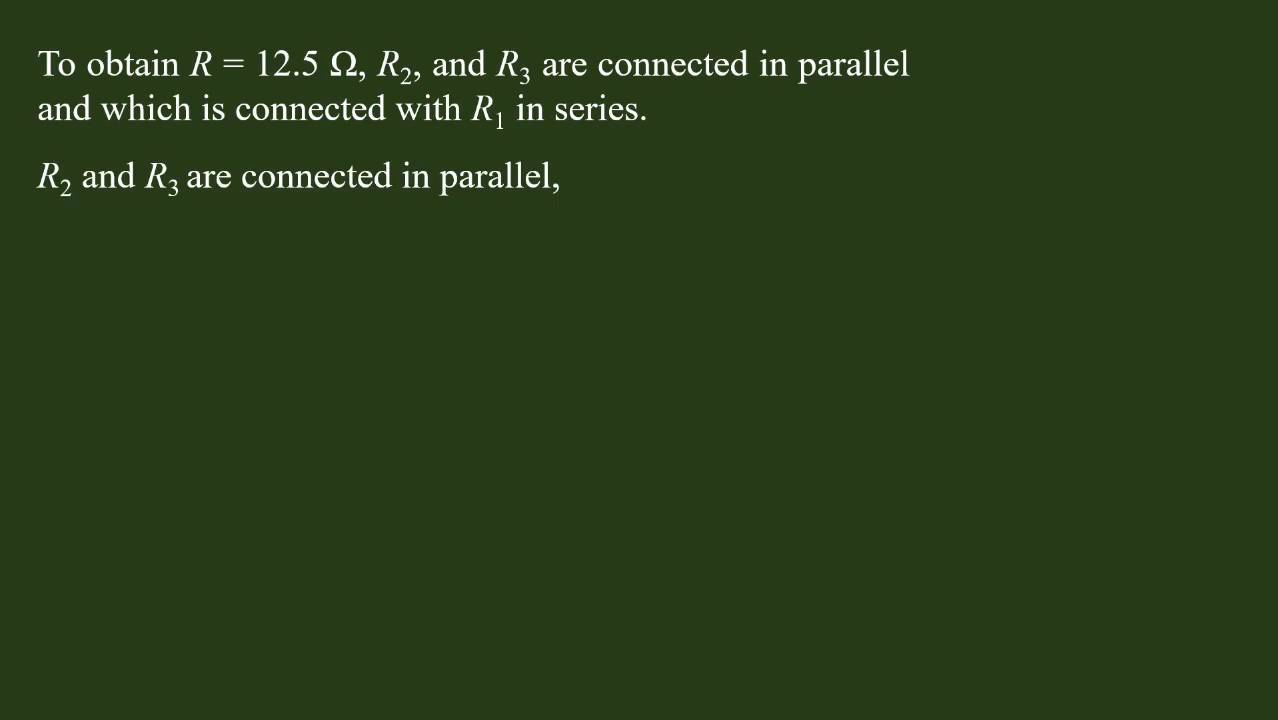 To obtain R = 12.5 Ω, R₂, and R₃ are connected in parallel
and which is connected with R₁ in series.
R₂ and R₃ are connected in parallel,